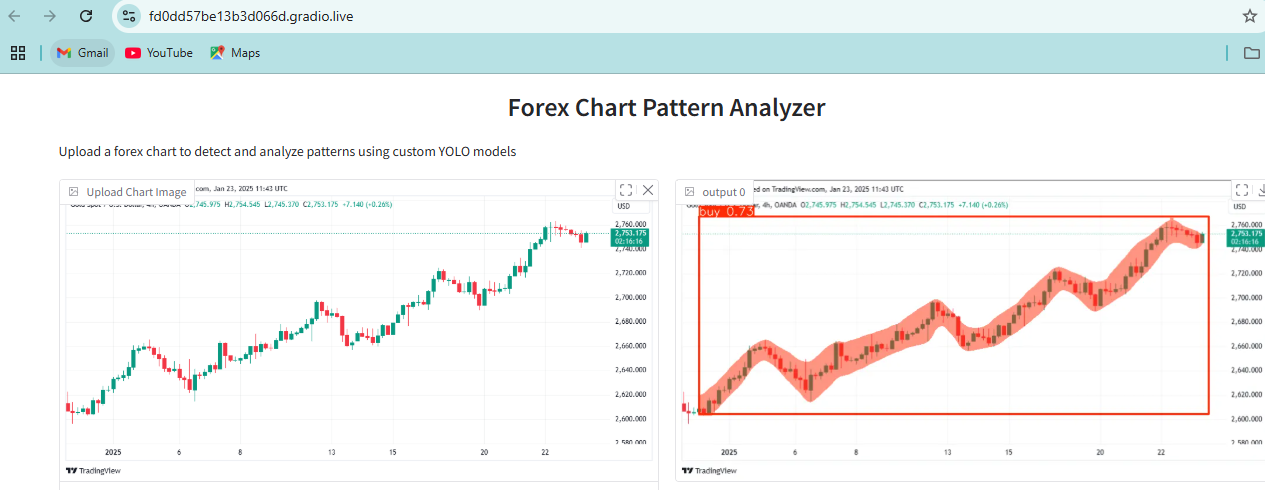 fd0dd57be13b3d066d.gradio.live
Gmail YouTube Maps
Forex Chart Pattern Analyzer
Upload a forex chart to detect and analyze patterns using custom YOLO models
Upload Chart Image
com, Jan 23, 2025 11:43 UTC
4h, OANDA O2,745.975 H2,754.545 L2,745.370 C2,753.175 -7.140 (+0.26%)
USD
2,760.000
2,753.175
02:16:16
2,740.000
2,720.000
2,700.000
2,680.000
2,660.000
2,640.000
2,620.000
2,600.000
2,580.000
2025 6 8 13 15 20 22
TradingView
output 0
ed on TradingView.com, Jan 23, 2025 11:43 UTC
4h, OANDA O2,745.975 H2,754.545 L2,745.370 C2,753.175 -7.140 (+0.26%)
buy 0.73
USD
2,760.000
2,753.175
02:16:16
2,740.000
2,720.000
2,700.000
2,680.000
2,660.000
2,640.000
2,620.000
2,600.000
2,580.000
2025 6 8 13 15 20 22
TradingView